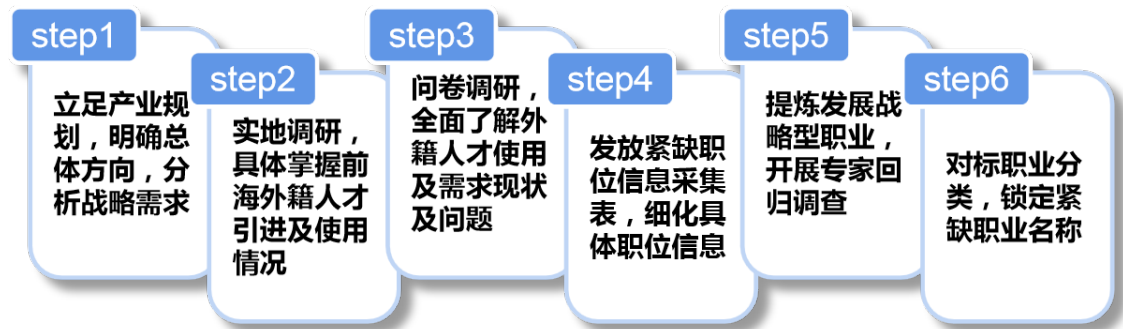 step1
立足产业规
划，明确总
体方向，分
析战略需求
step2
实地调研，
具体掌握前
海外籍人才
引进及使用
情况
step3
问卷调研，
全面了解外
籍人才使用
及需求现状
及问题
step4
发放紧缺职
位信息采集
表，细化具
体职位信息
step5
提炼发展战
略型职业，
开展专家回
归调查
step6
对标职业分
类，锁定紧
缺职业名称